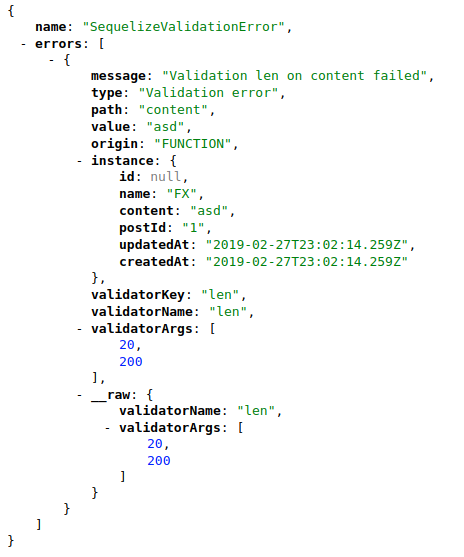 {
name: "SequelizeValidationError",
- errors: [
- {
message: "Validation len on content failed",
type: "Validation error",
path: "content",
value: "asd",
origin: "FUNCTION",
- instance: {
id: null,
name: "FX",
content: "asd",
postId: "1",
updatedAt: "2019-02-27T23:02:14.259Z",
createdAt: "2019-02-27T23:02:14.259Z"
},
validatorKey: "len",
validatorName: "len",
- validatorArgs: [
20,
200
],
- __raw: {
validatorName: "len",
- validatorArgs: [
20,
200
]
}
}
]
}